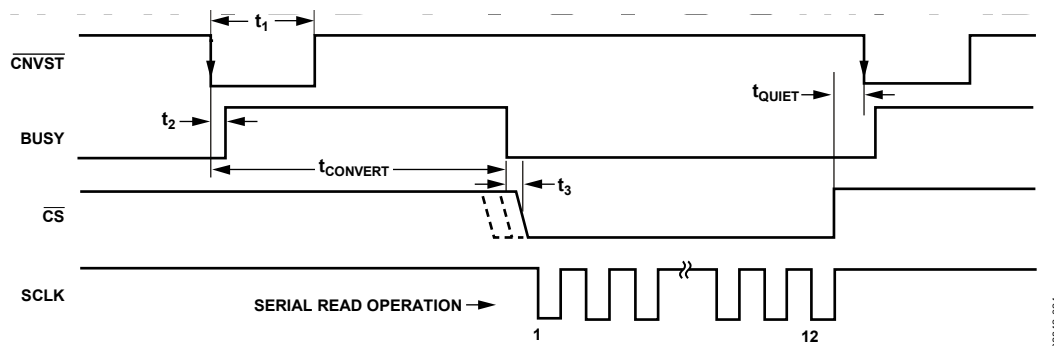 t1
CNVST
tQUIET
t2
BUSY
tCONVERT
t3
CS
SCLK
SERIAL READ OPERATION
1
12